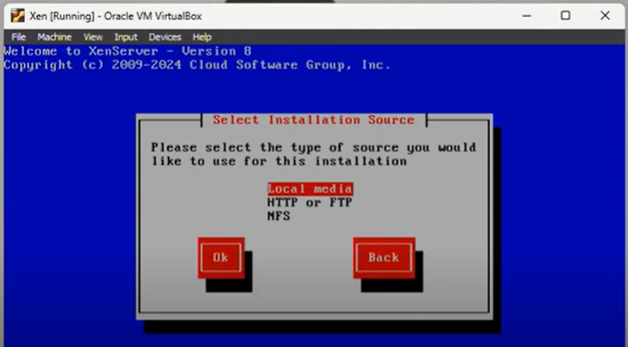 Xen [Running] - Oracle VM VirtualBox
File Machine View Input Devices Help
Welcome to XenServer - Version 8
Copyright (c) 2009-2024 Cloud Software Group, Inc.
Select Installation Source
Please select the type of source you would
like to use for this installation
Local media
HTTP or FTP
NFS
Ok Back